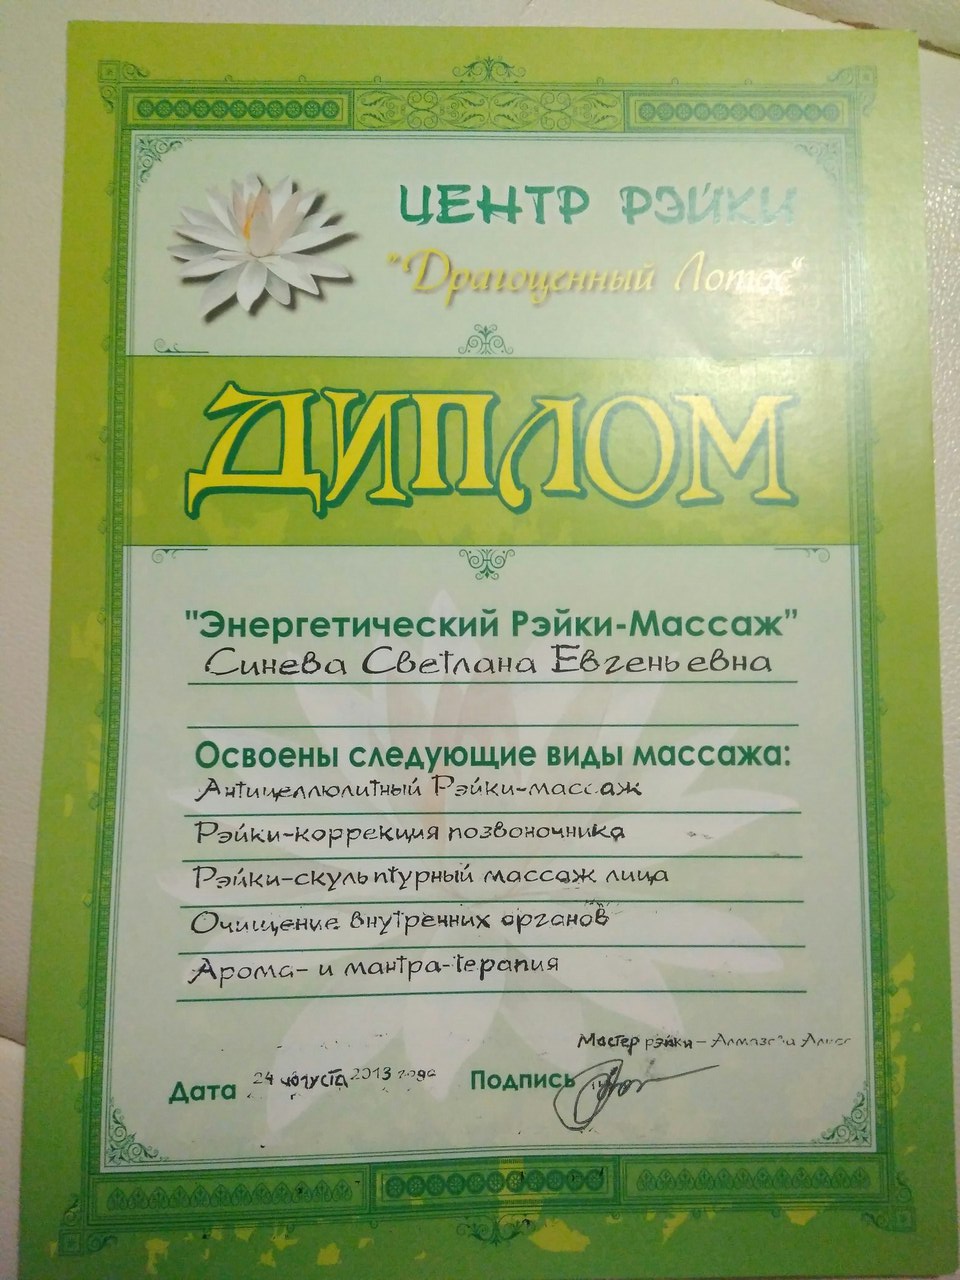 ЦЕНТР РЭЙКИ
"Драгоценный Лотос"
ДИПЛОМ
"Энергетический Рэйки-Массаж"
Синева Светлана Евгеньевна
Освоены следующие виды массажа:
Антицеллюлитный Рэйки-массаж
Рэйки-коррекция позвоночника
Рэйки-скульптурный массаж лица
Очищение внутренних органов
Арома- и мантра-терапия
Мастер рэйки -
Дата 24 августа 2013 года Подпись